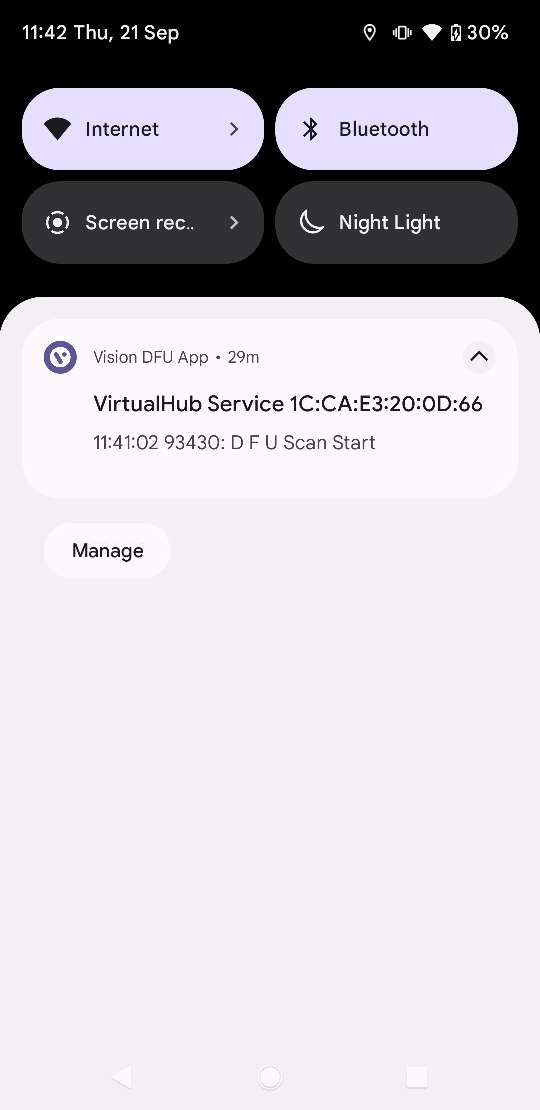 11:42 Thu, 21 Sep 30%
Internet Bluetooth
Screen rec.. Night Light
Vision DFU App • 29m
VirtualHub Service 1C:CA:E3:20:0D:66
11:41:02 93430: D F U Scan Start
Manage